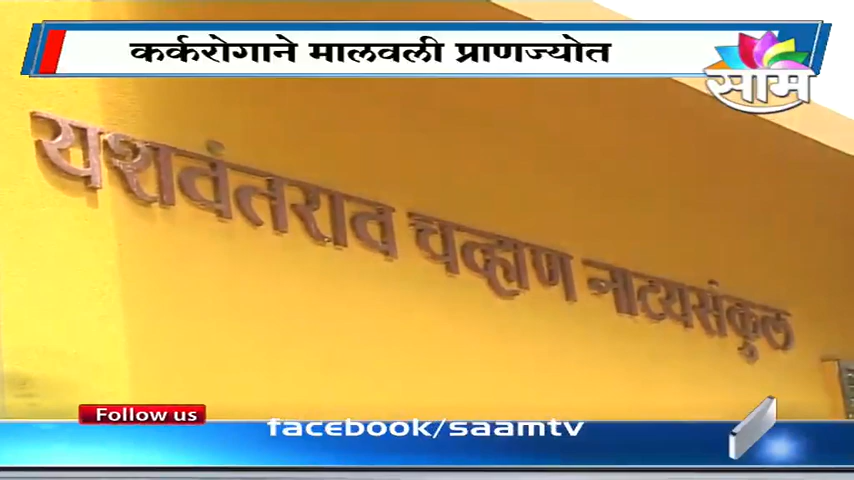 कर्करोगाने मालवली प्राणज्योत
साम
यशवंतराव चव्हाण नाट्यसंकुल
Follow us
facebook/saamtv